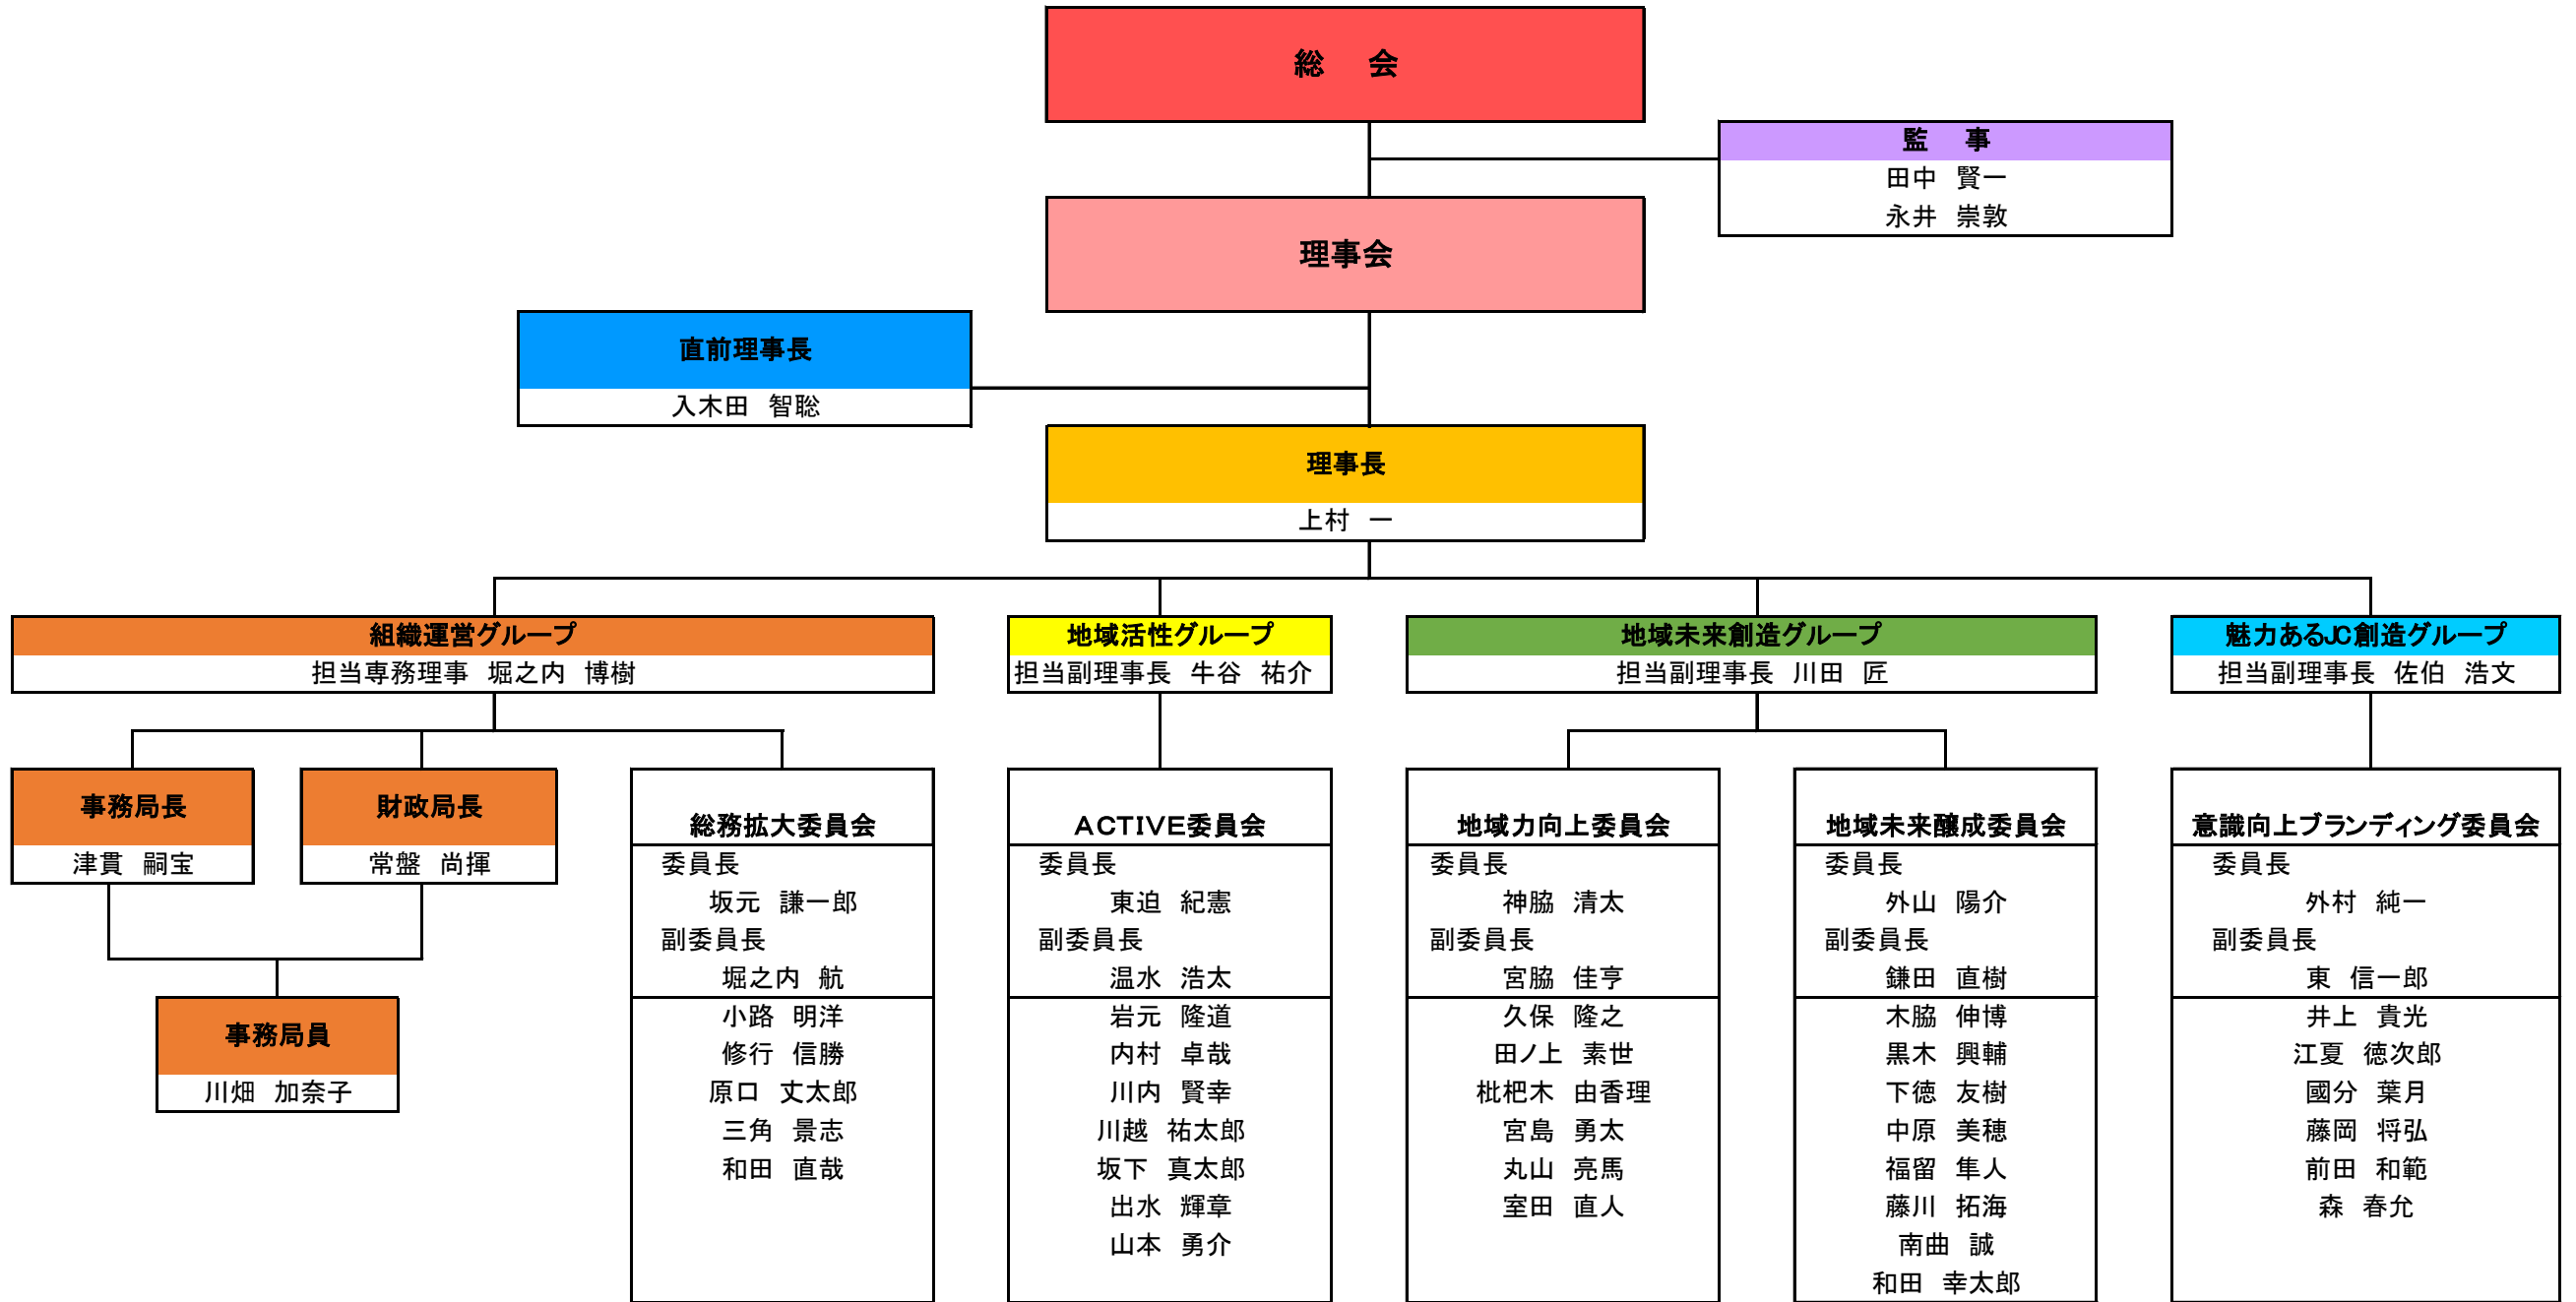 総　会
監　事
田中　賢一
永井　崇敦
理事会
直前理事長
入木田　智聡
理事長
上村　一
組織運営グループ
担当専務理事　堀之内　博樹
地域活性グループ
担当副理事長　牛谷　祐介
地域未来創造グループ
担当副理事長　川田　匠
魅力あるJC創造グループ
担当副理事長　佐伯　浩文
事務局長
津貫　嗣宝
財政局長
常盤　尚揮
事務局員
川畑　加奈子
総務拡大委員会
委員長
坂元　謙一郎
副委員長
堀之内　航
小路　明洋
修行　信勝
原口　丈太郎
三角　景志
和田　直哉
ACTIVE委員会
委員長
東迫　紀憲
副委員長
温水　浩太
岩元　隆道
内村　卓哉
川内　賢幸
川越　祐太郎
坂下　真太郎
出水　輝章
山本　勇介
地域力向上委員会
委員長
神脇　清太
副委員長
宮脇　佳亨
久保　隆之
田ノ上　素世
枇杷木　由香理
宮島　勇太
丸山　亮馬
室田　直人
地域未来醸成委員会
委員長
外山　陽介
副委員長
鎌田　直樹
木脇　伸博
黒木　興輔
下徳　友樹
中原　美穂
福留　隼人
藤川　拓海
南曲　誠
和田　幸太郎
意識向上ブランディング委員会
委員長
外村　純一
副委員長
東　信一郎
井上　貴光
江夏　徳次郎
國分　葉月
藤岡　将弘
前田　和範
森　春允